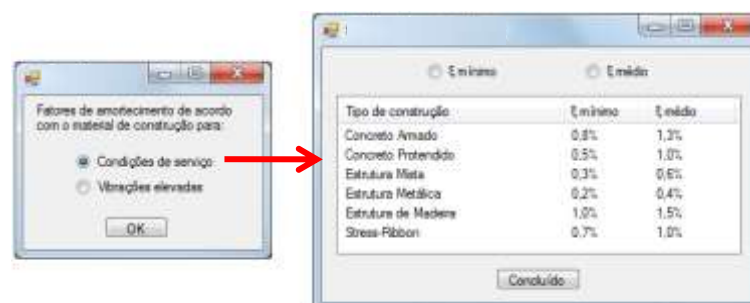 Fatores de amortecimento de acordo
com o material de construção para:
Condições de serviço
Vibrações elevadas
OK
ξ mínimo ξ médio
Tipo de construção ξ mínimo ξ médio
Concreto Armado 0,8% 1,3%
Concreto Protendido 0,5% 1,0%
Estrutura Mista 0,3% 0,6%
Estrutura Metálica 0,2% 0,4%
Estrutura de Madeira 1,0% 1,5%
Stress-Ribbon 0,7% 1,0%
Concluído